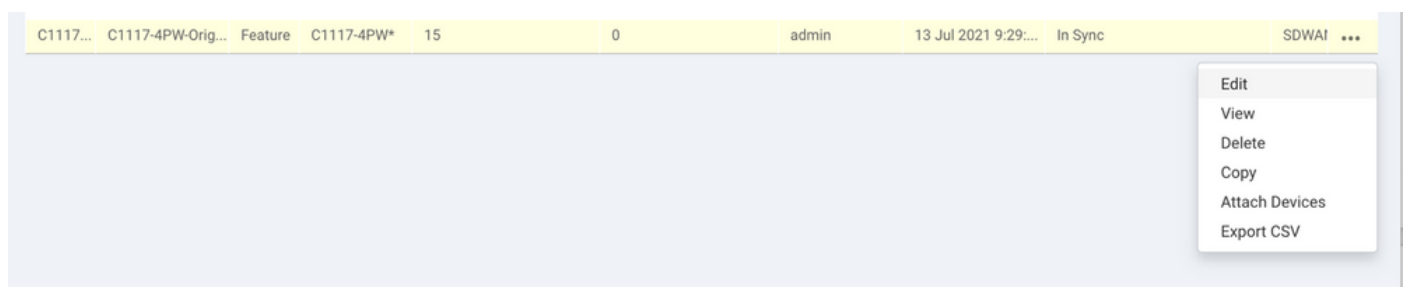 C1117... C1117-4PW-Orig... Feature C1117-4PW* 15 0 admin 13 Jul 2021 9:29:... In Sync SDWAI •••
Edit
View
Delete
Copy
Attach Devices
Export CSV